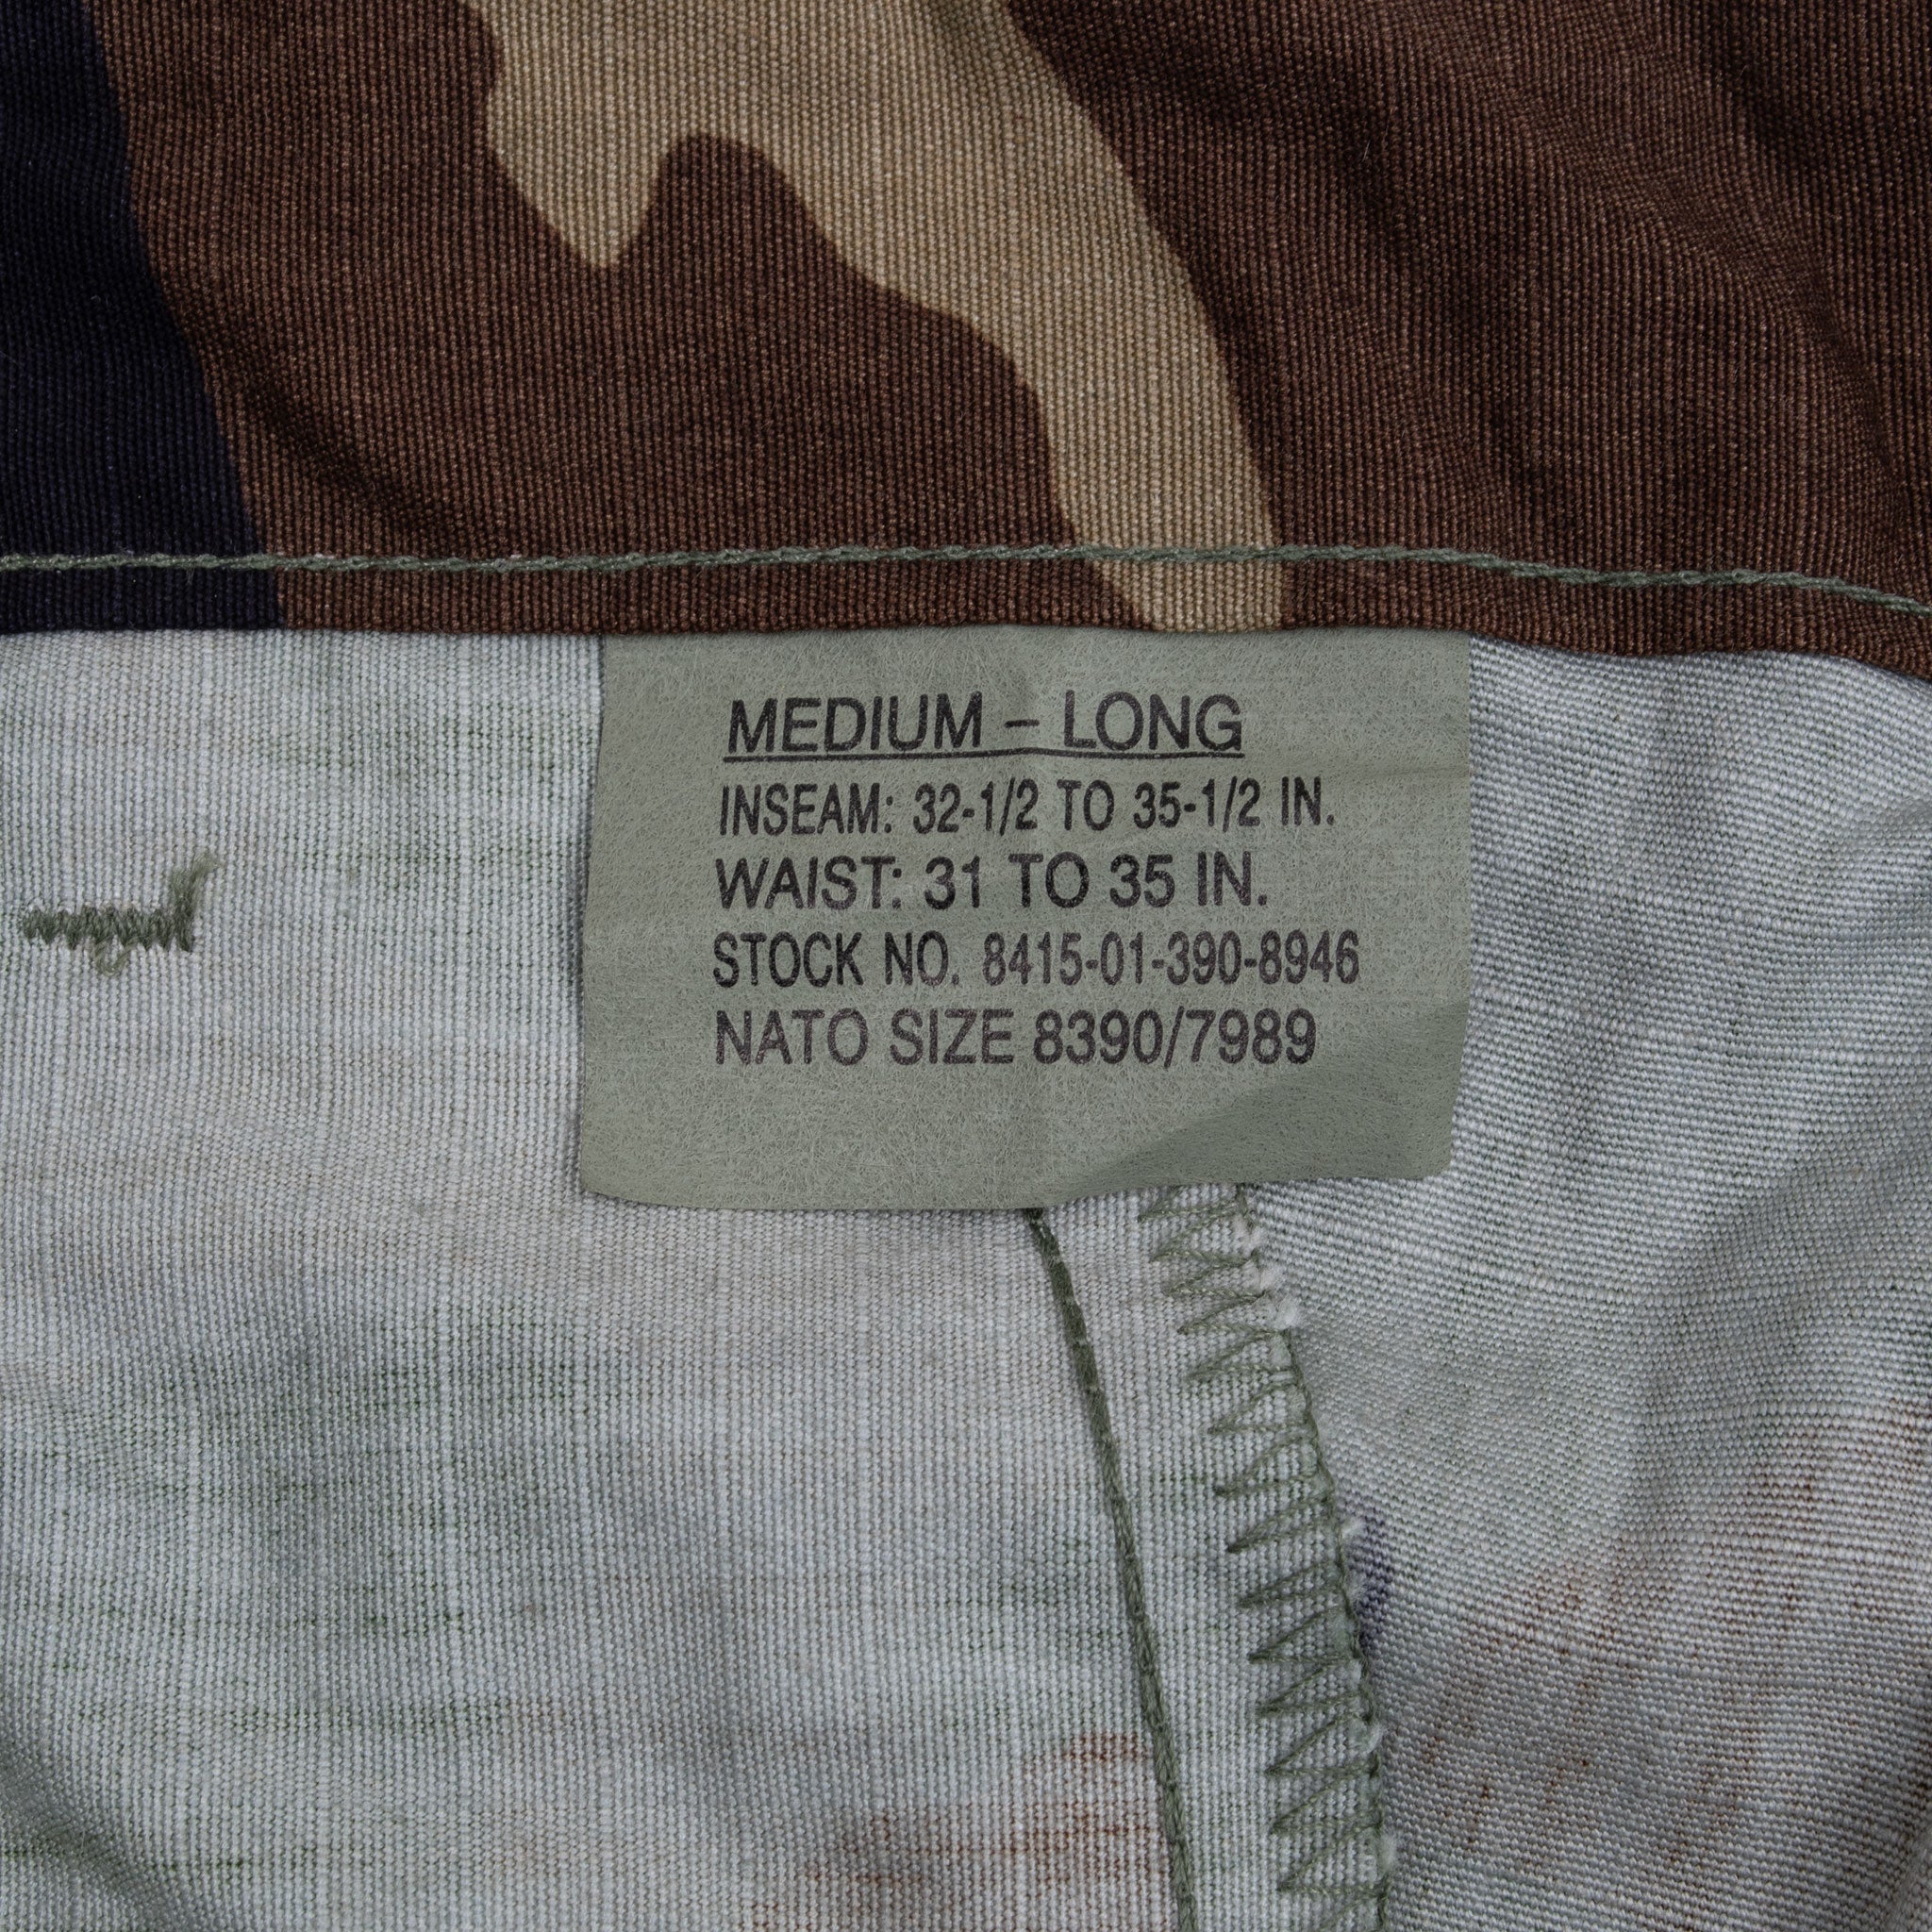 MEDIUM – LONG
INSEAM: 32-1/2 TO 35-1/2 IN.
WAIST: 31 TO 35 IN.
STOCK NO. 8415-01-390-8946
NATO SIZE 8390/7989